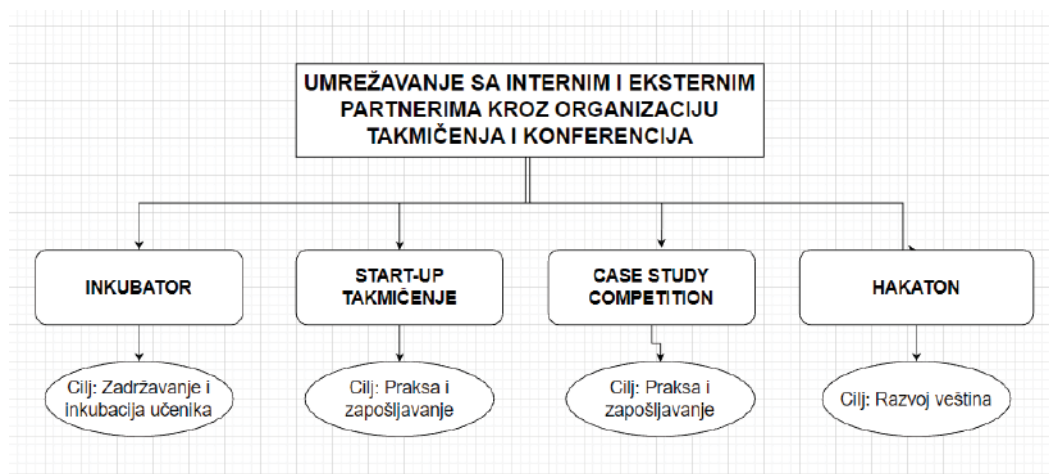 UMREŽAVANJE SA INTERNIM I EKSTERNIM
PARTNERIMA KROZ ORGANIZACIJU
TAKMIČENJA I KONFERENCIJA
INKUBATOR
START-UP
TAKMIČENJE
CASE STUDY
COMPETITION
HAKATON
Cilj: Zadržavanje i
inkubacija učenika
Cilj: Praksa i
zapošljavanje
Cilj: Praksa i
zapošljavanje
Cilj: Razvoj veština